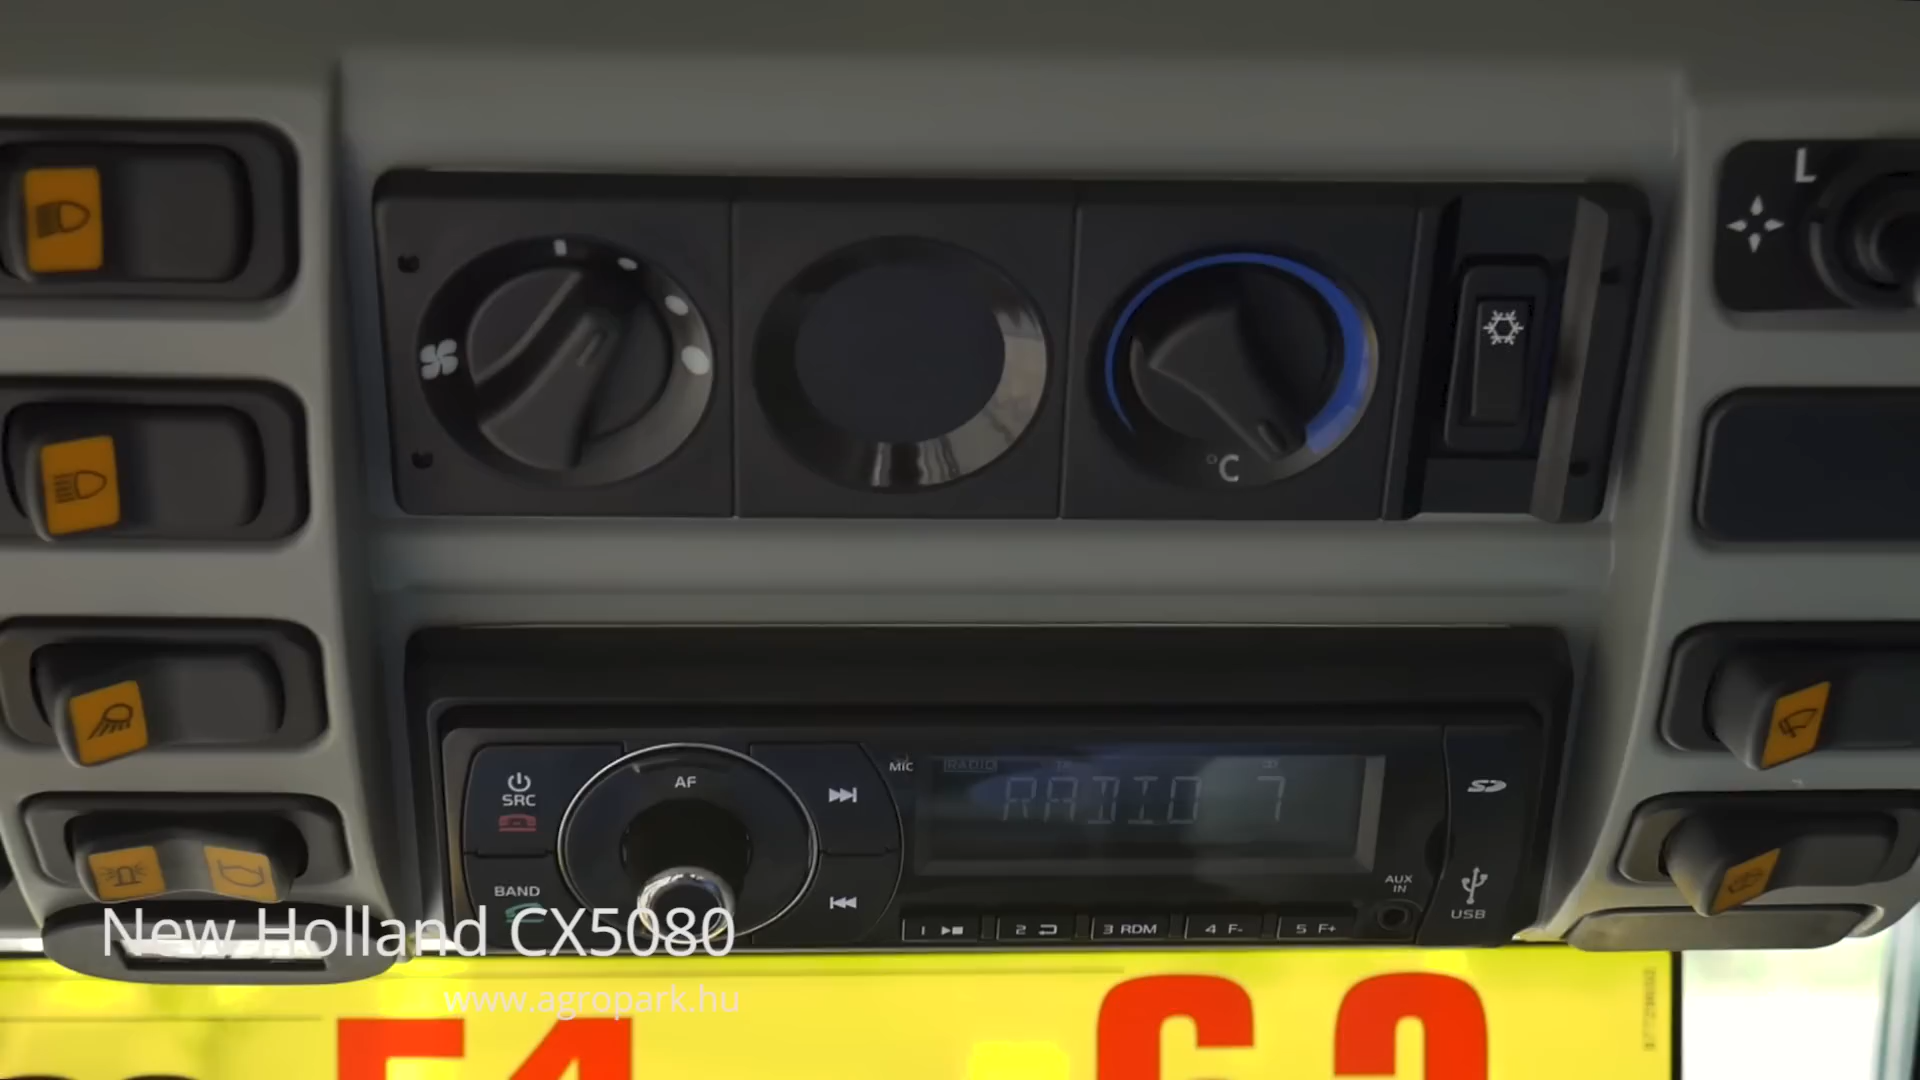 L
°C
AF
SRC
BAND
MIC
RADIO
RADIO 7
AUX
IN
USB
1
2
3 RDM
4 F-
5 F+
New Holland CX5080
www.agropark.hu